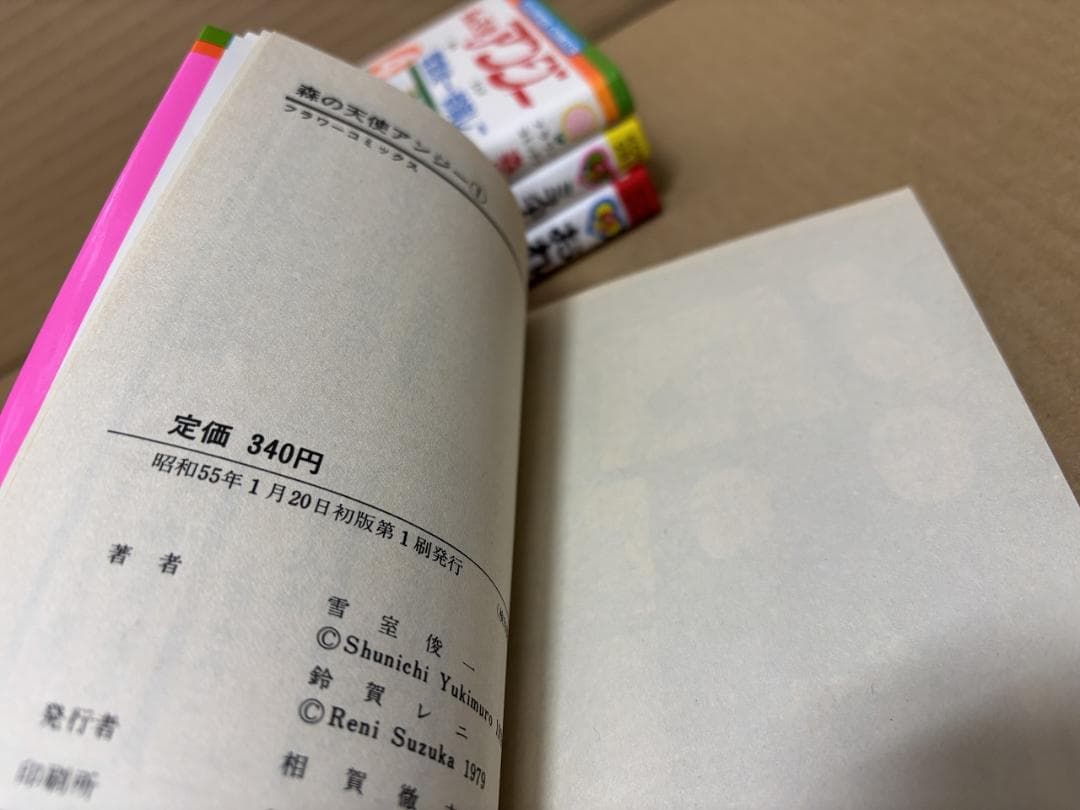 森の天使アンジー①
フラワーコミックス
定価 340円
昭和55年1月20日初版第1刷発行
著 者
雪 室 俊 一
©Shunichi Yukimuro
鈴 賀 レ ニ
©Reni Suzuka 1979
発行者
相 賀 徹
印刷所